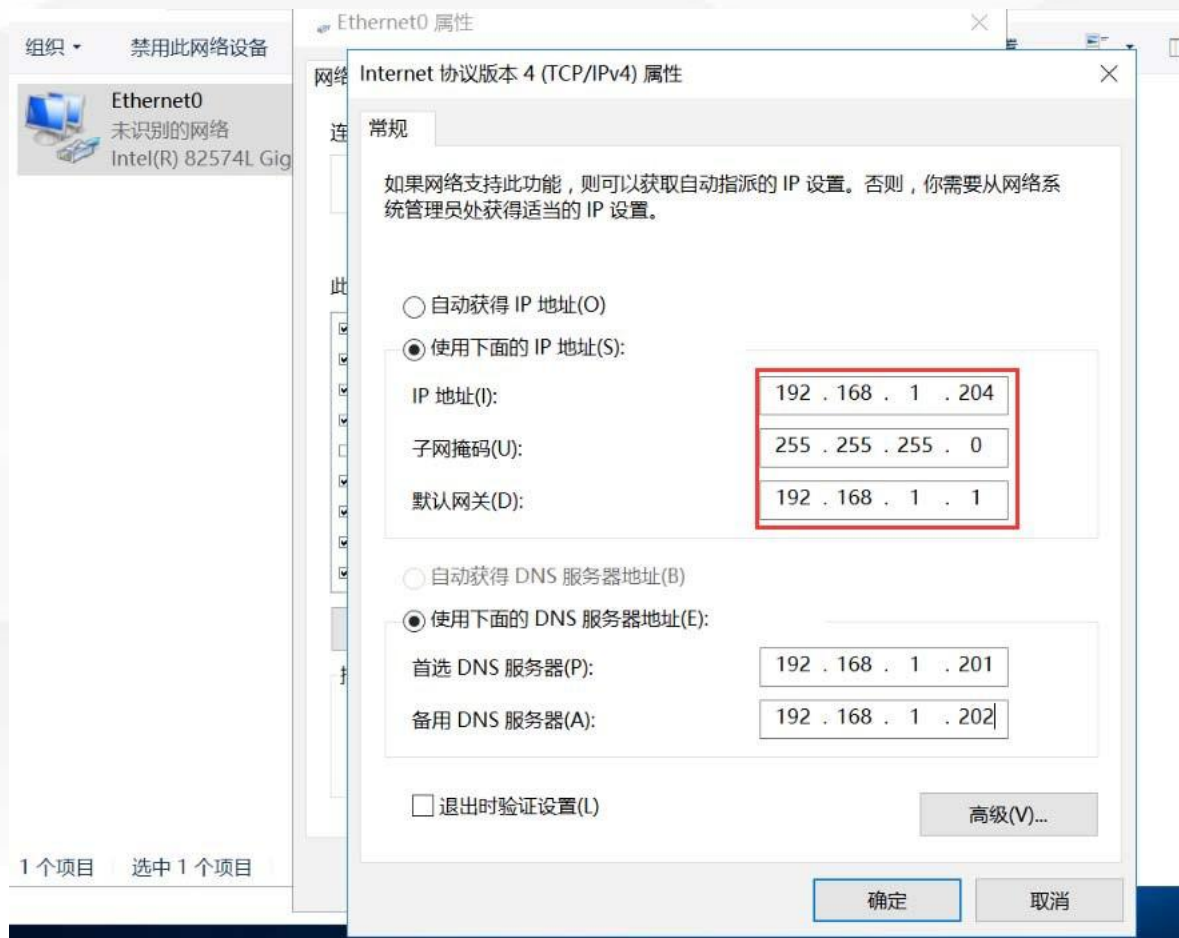 Ethernet0 属性
组织
禁用此网络设备
Ethernet0
未识别的网络
Intel(R) 82574L Gig
网络
连
此
Internet 协议版本 4 (TCP/IPv4) 属性
常规
如果网络支持此功能，则可以获取自动指派的 IP 设置。否则，你需要从网络系
统管理员处获得适当的 IP 设置。
自动获得 IP 地址(O)
使用下面的 IP 地址(S):
IP 地址(I): 192 . 168 . 1 . 204
子网掩码(U): 255 . 255 . 255 . 0
默认网关(D): 192 . 168 . 1 . 1
自动获得 DNS 服务器地址(B)
使用下面的 DNS 服务器地址(E):
首选 DNS 服务器(P): 192 . 168 . 1 . 201
备用 DNS 服务器(A): 192 . 168 . 1 . 202
退出时验证设置(L)
高级(V)...
确定 取消
1 个项目 选中 1 个项目